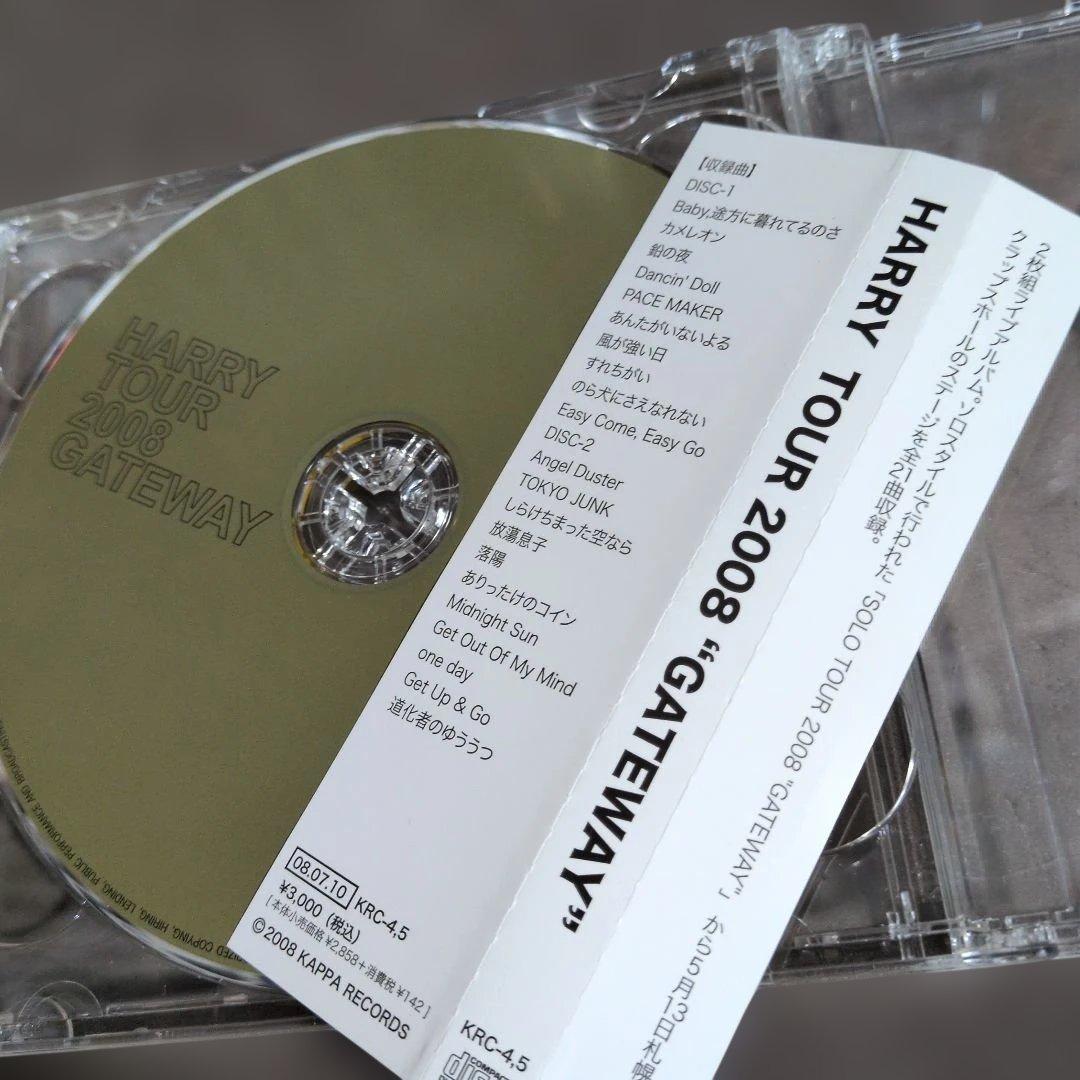 HARRY
TOUR
2008
GATEWAY
【収録曲】
DISC-1
Baby,途方に暮れてるのさ
カメレオン
鉛の夜
Dancin' Doll
PACE MAKER
あんたがいないよる
風が強い日
すれちがい
のら犬にさえなれない
Easy Come, Easy Go
DISC-2
Angel Duster
TOKYO JUNK
しらけちまった空なら
放蕩息子
落陽
ありったけのコイン
Midnight Sun
Get Out Of My Mind
one day
Get Up & Go
道化者のゆううつ
08.07.10 KRC-4,5
¥3,000 (税込)
[本体小売価格¥2,858+消費税¥142]
©2008 KAPPA RECORDS
HARRY TOUR 2008 “GATEWAY”
KRC-4,5
COMPACT
2枚組ライブアルバム。ソロスタイルで行われた「SOLO TOUR 2008 "GATEWAY"」から5月31日札幌
クラップスホールのステージを全21曲収録。
COPYING, HIRING, LENDING, PUBLIC PERFORMANCE AND BROADCASTING